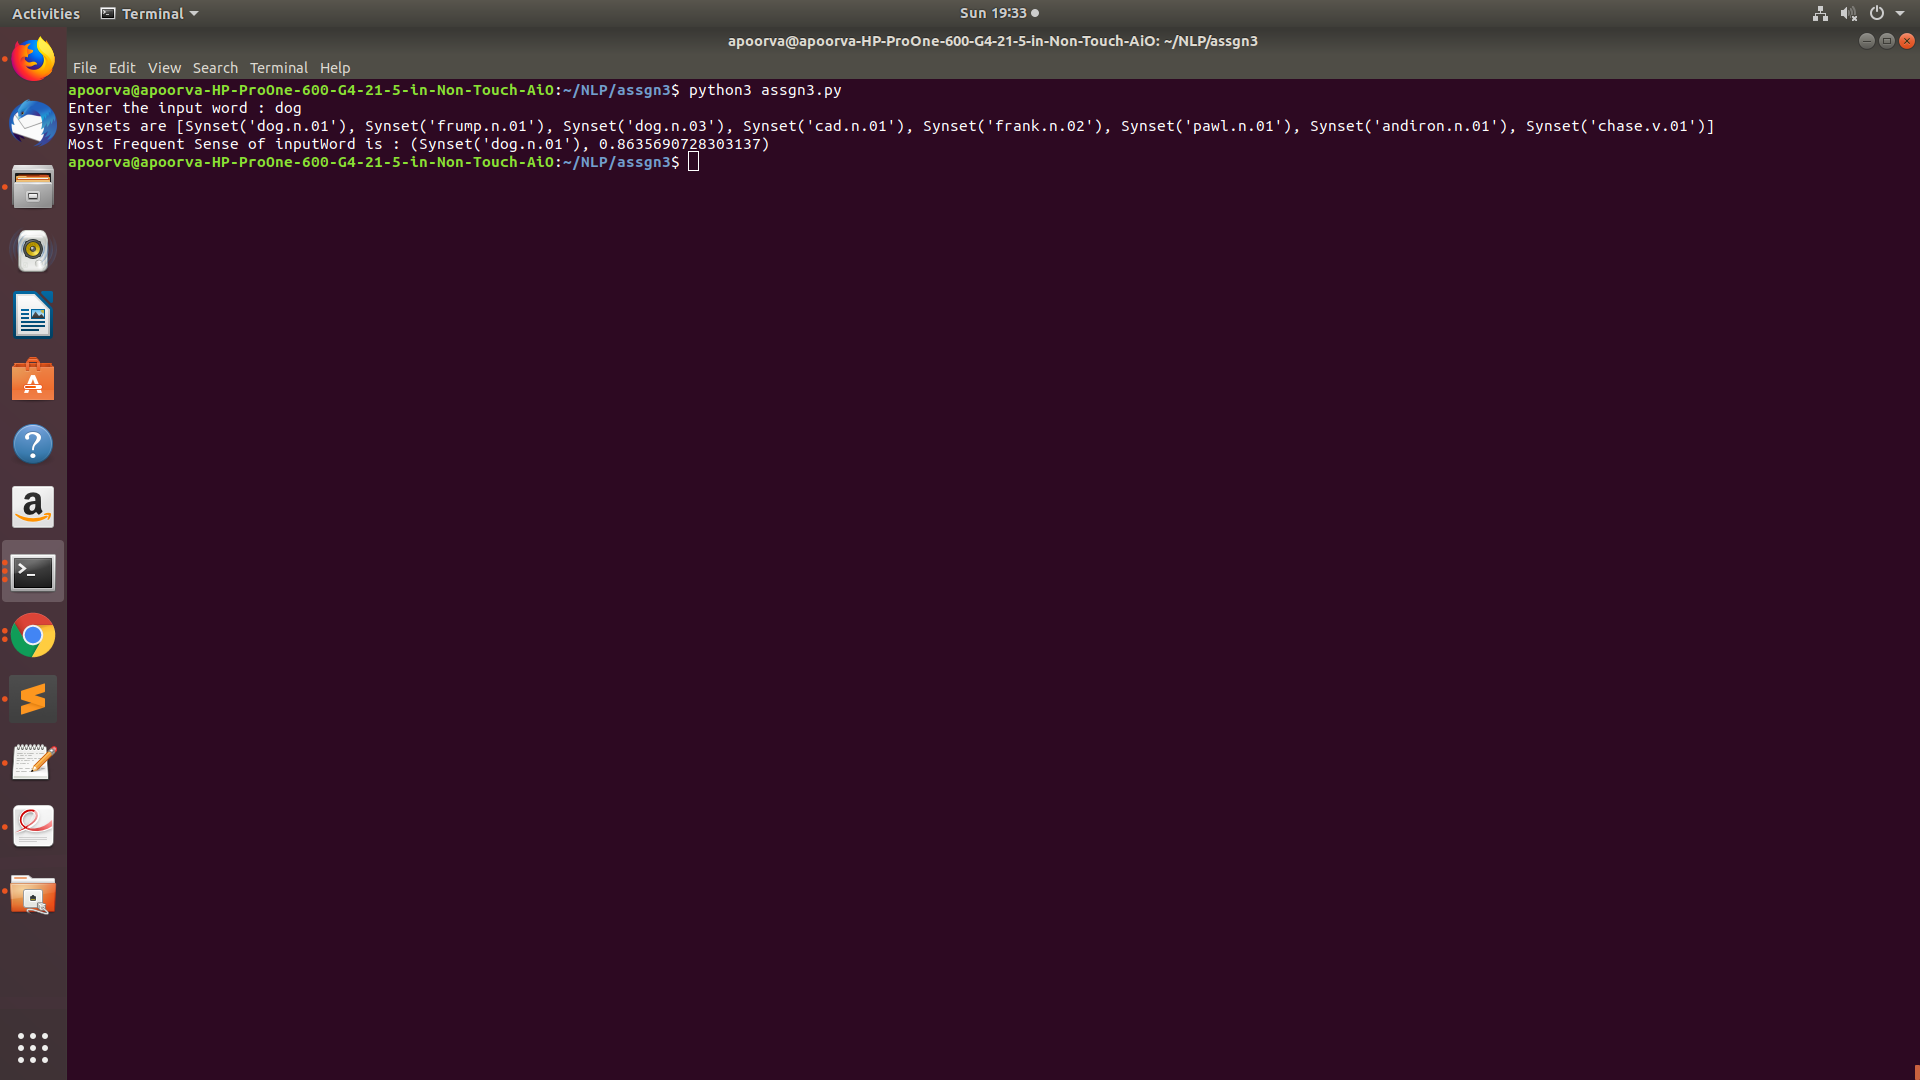 Activities Terminal Sun 19:33
apoorva@apoorva-HP-ProOne-600-G4-21-5-in-Non-Touch-AiO: ~/NLP/assgn3
File Edit View Search Terminal Help
apoorva@apoorva-HP-ProOne-600-G4-21-5-in-Non-Touch-AiO:~/NLP/assgn3$ python3 assgn3.py
Enter the input word : dog
synsets are [Synset('dog.n.01'), Synset('frump.n.01'), Synset('dog.n.03'), Synset('cad.n.01'), Synset('frank.n.02'), Synset('pawl.n.01'), Synset('andiron.n.01'), Synset('chase.v.01')]
Most Frequent Sense of inputWord is : (Synset('dog.n.01'), 0.8635690728303137)
apoorva@apoorva-HP-ProOne-600-G4-21-5-in-Non-Touch-AiO:~/NLP/assgn3$